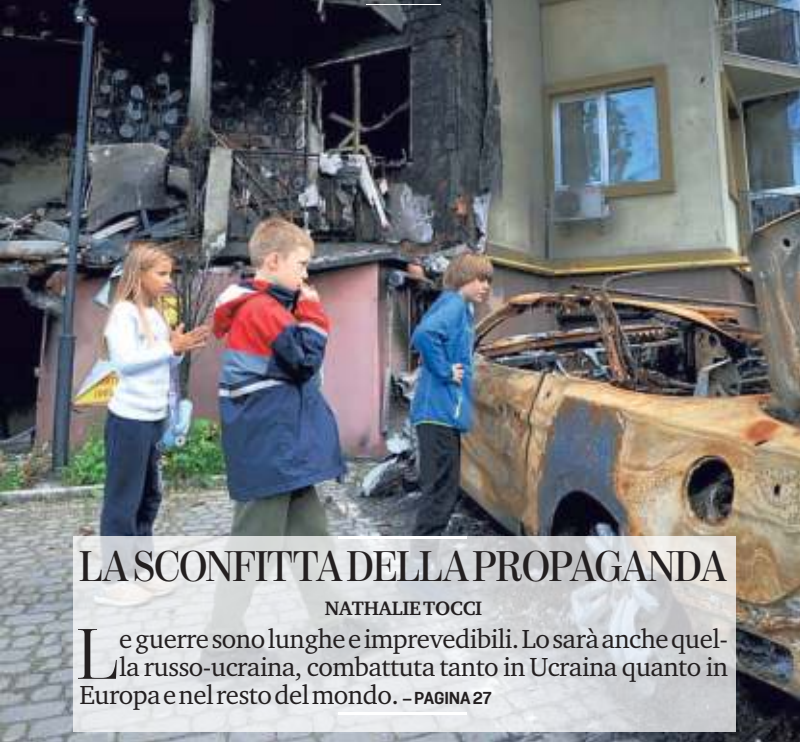 LA SCONFITTA DELLA PROPAGANDA
NATHALIE TOCCI
Le guerre sono lunghe e imprevedibili. Lo sarà anche quel-
la russo-ucraina, combattuta tanto in Ucraina quanto in
Europa e nel resto del mondo. – PAGINA 27